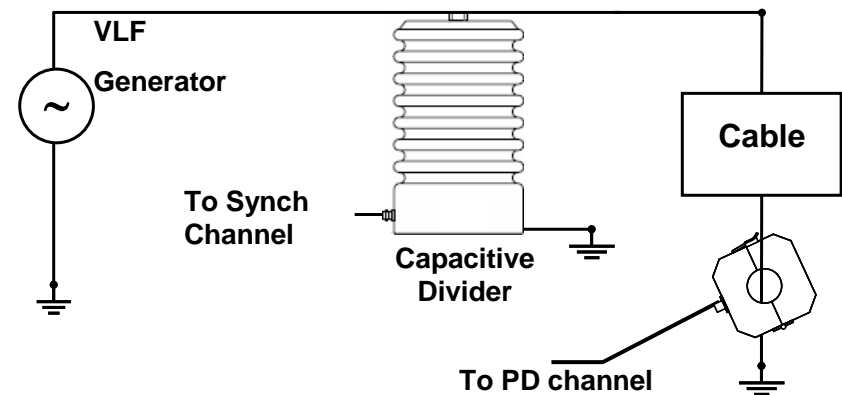 VLF
Generator
~
Cable
To Synch
Channel
Capacitive
Divider
To PD channel